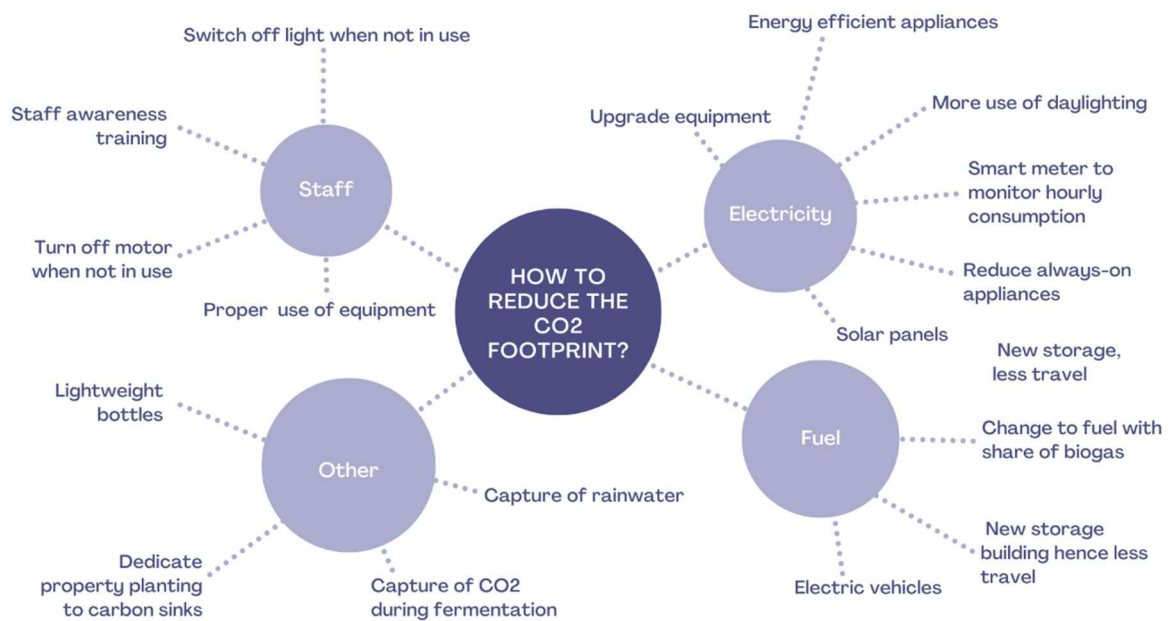 HOW TO
REDUCE THE
CO2
FOOTPRINT?
Staff
Switch off light when not in use
Staff awareness
training
Turn off motor
when not in use
Proper use of equipment
Electricity
Energy efficient appliances
Upgrade equipment
More use of daylighting
Smart meter to
monitor hourly
consumption
Reduce always-on
appliances
Solar panels
Fuel
New storage,
less travel
Change to fuel with
share of biogas
New storage
building hence less
travel
Electric vehicles
Other
Lightweight
bottles
Capture of rainwater
Dedicate
property planting
to carbon sinks
Capture of CO2
during fermentation